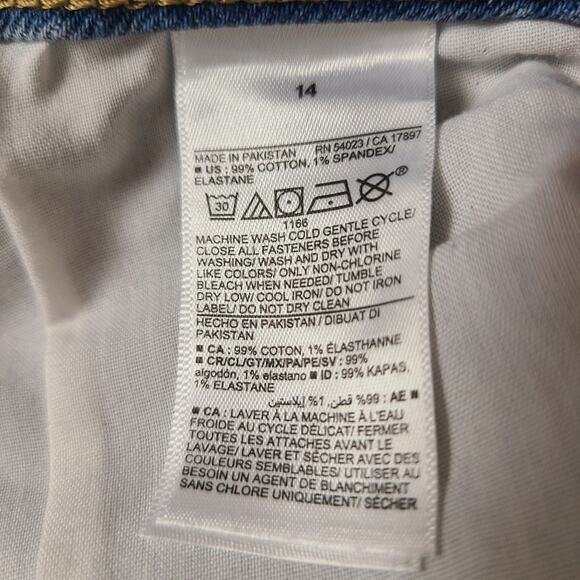 14
MADE IN PAKISTAN RN 54023 / CA 17897
■ US : 99% COTTON, 1% SPANDEX/
ELASTANE
30
®
1166
MACHINE WASH COLD GENTLE CYCLE/
CLOSE ALL FASTENERS BEFORE
WASHING/ WASH AND DRY WITH
LIKE COLORS/ ONLY NON-CHLORINE
BLEACH WHEN NEEDED/ TUMBLE
DRY LOW/ COOL IRON/ DO NOT IRON
LABEL/ DO NOT DRY CLEAN
HECHO EN PAKISTAN / DIBUAT DI
PAKISTAN
■ CA : 99% COTON, 1% ÉLASTHANNE
■ CR/CL/GT/MX/PA/PE/SV : 99%
algodón, 1% elastano ■ ID : 99% KAPAS,
1% ELASTANE
■ AE : 99% قطن, 1% إيلاستين
■ CA : LAVER À LA MACHINE À L'EAU
FROIDE AU CYCLE DÉLICAT/ FERMER
TOUTES LES ATTACHES AVANT LE
LAVAGE/ LAVER ET SÉCHER AVEC DES
COULEURS SEMBLABLES/ UTILISER AU
BESOIN UN AGENT DE BLANCHIMENT
SANS CHLORE UNIQUEMENT/ SÉCHER